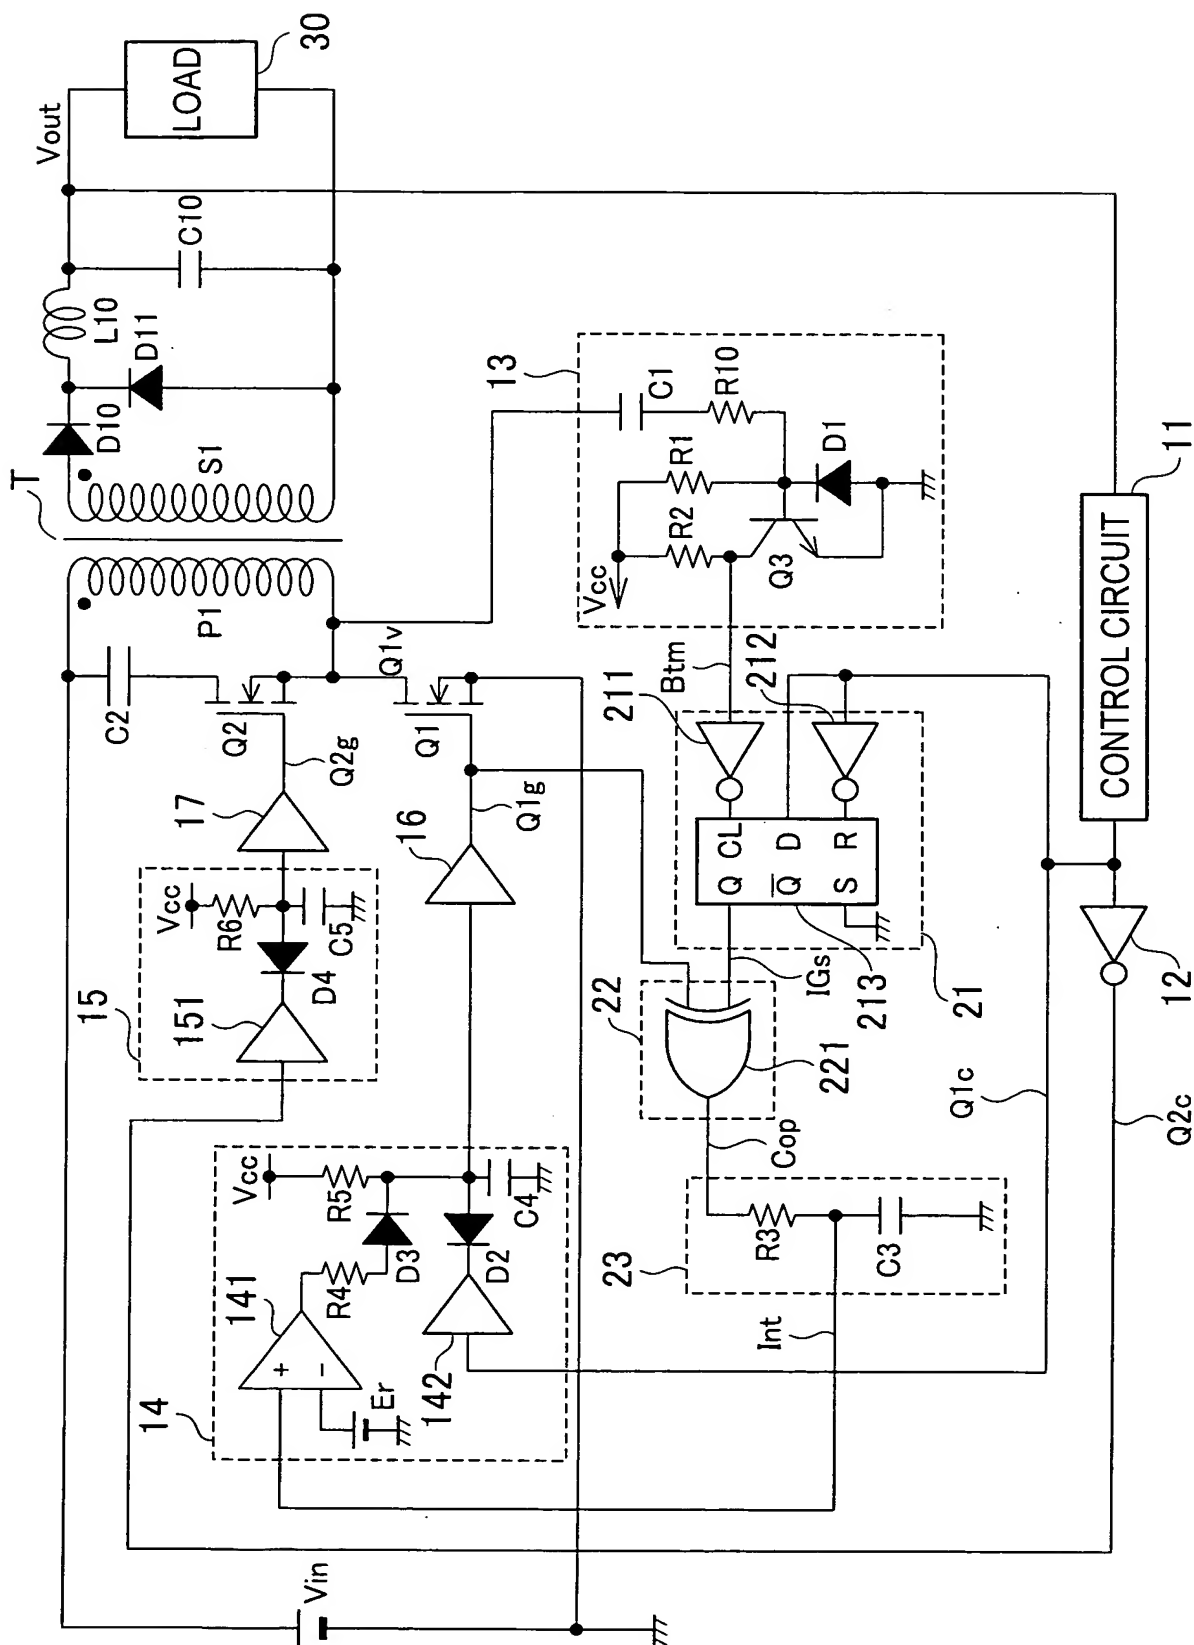 Vin
C2
Q2
Q2g
17
15
Vcc
R6
C5
D4
151
P1
T
S1
D10
D11
L10
C10
Vout
LOAD
30
Q1v
Q1
Q1g
16
14
141
+
−
Er
R4
D3
R5
Vcc
D2
C4
142
13
Vcc
R2
R1
C1
R10
Q3
D1
Btm
211
212
Q CL
Q D
S R
IGs
213
21
22
221
Cop
23
R3
C3
Int
CONTROL CIRCUIT
11
12
Q1c
Q2c